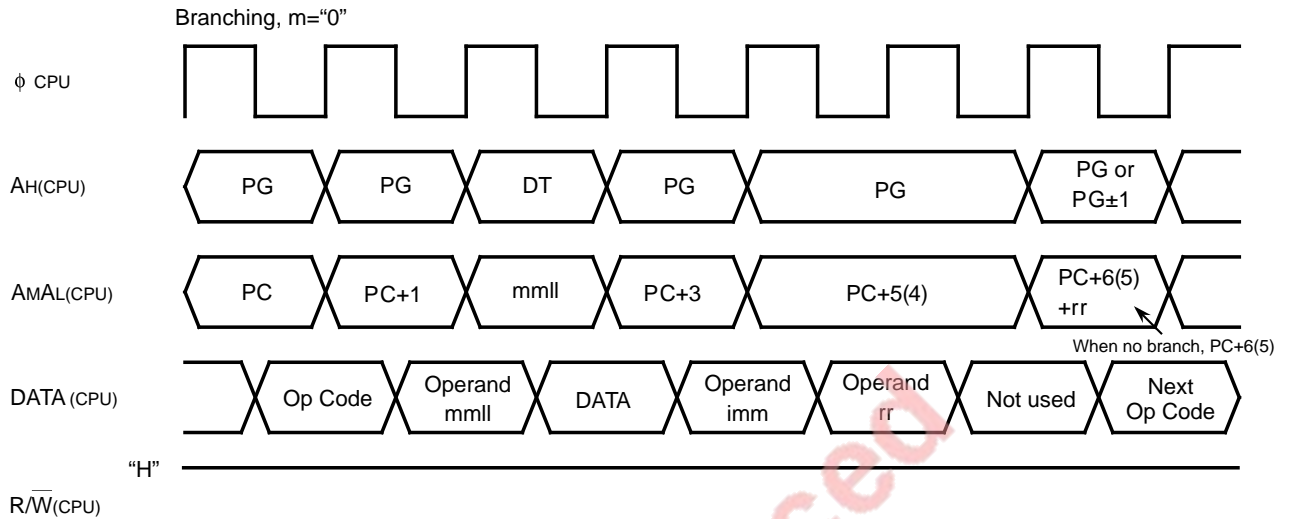 Branching, m=“0”
ϕ CPU
AH(CPU)
PG
PG
DT
PG
PG
PG or
PG±1
AMAL(CPU)
PC
PC+1
mmll
PC+3
PC+5(4)
PC+6(5)
+rr
When no branch, PC+6(5)
DATA (CPU)
Op Code
Operand
mmll
DATA
Operand
imm
Operand
rr
Not used
Next
Op Code
“H”
R/W̅(CPU)